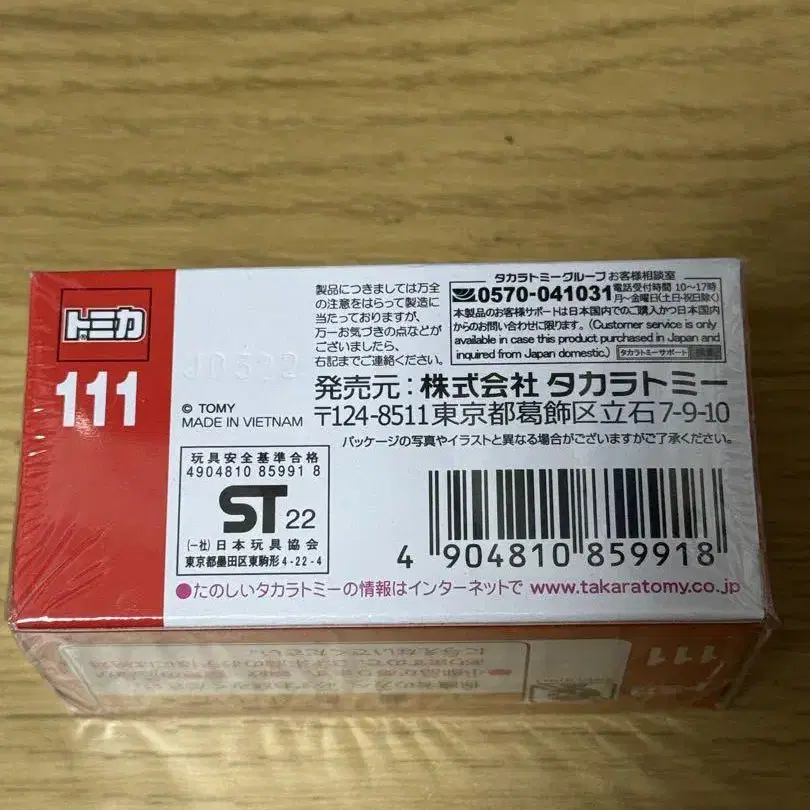 トミカ
111
© TOMY
MADE IN VIETNAM
製品につきましては万全
の注意をはらって製造に
当たっておりますが、
万一お気づきの点などが
ございましたら、
右記までご連絡ください。
タカラトミーグループ お客様相談室
0570-041031 電話受付時間 10〜17時
月〜金曜日(土日・祝日除く)
本製品のお客様サポートは日本国内でのご購入かつ日本国内
からのお問い合わせに限ります。(Customer service is only
available in case this product purchased in Japan and
inquired from Japan domestic.) タカラトミーサポート
発売元:株式会社 タカラトミー
〒124-8511東京都葛飾区立石7-9-10
パッケージの写真やイラストと異なる場合がございますがご了承ください。
玩具安全基準合格
4904810 85991 8
ST 22
(一社)日本玩具協会
東京都墨田区東駒形4-22-4
4 904810 859918
●たのしいタカラトミーの情報はインターネットで www.takaratomy.co.jp
111